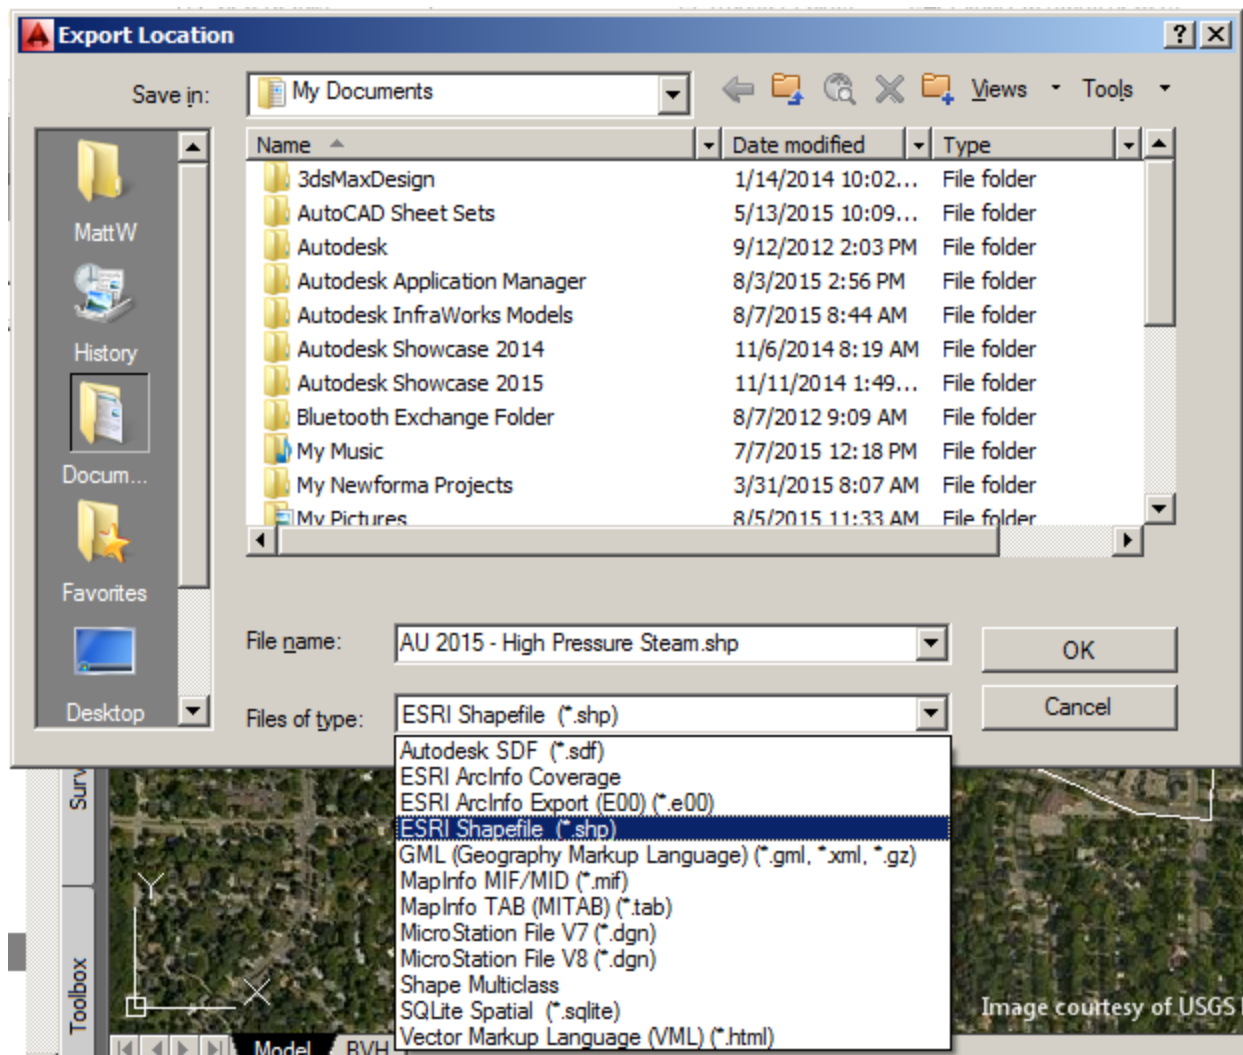 Export Location
Save in:
My Documents
Views
Tools
Name Date modified Type
3dsMaxDesign 1/14/2014 10:02... File folder
AutoCAD Sheet Sets 5/13/2015 10:09... File folder
Autodesk 9/12/2012 2:03 PM File folder
Autodesk Application Manager 8/3/2015 2:56 PM File folder
Autodesk InfraWorks Models 8/7/2015 8:44 AM File folder
Autodesk Showcase 2014 11/6/2014 8:19 AM File folder
Autodesk Showcase 2015 11/11/2014 1:49... File folder
Bluetooth Exchange Folder 8/7/2012 9:09 AM File folder
My Music 7/7/2015 12:18 PM File folder
My Newforma Projects 3/31/2015 8:07 AM File folder
My Pictures 8/5/2015 11:33 AM File folder
MattW
History
Docum...
Favorites
Desktop
File name: AU 2015 - High Pressure Steam.shp OK
Files of type: ESRI Shapefile (*.shp) Cancel
Autodesk SDF (*.sdf)
ESRI ArcInfo Coverage
ESRI ArcInfo Export (E00) (*.e00)
ESRI Shapefile (*.shp)
GML (Geography Markup Language) (*.gml, *.xml, *.gz)
MapInfo MIF/MID (*.mif)
MapInfo TAB (MITAB) (*.tab)
MicroStation File V7 (*.dgn)
MicroStation File V8 (*.dgn)
Shape Multiclass
SQLite Spatial (*.sqlite)
Vector Markup Language (VML) (*.html)
Surv
Toolbox
Y
X
Image courtesy of USGS
Model BVH